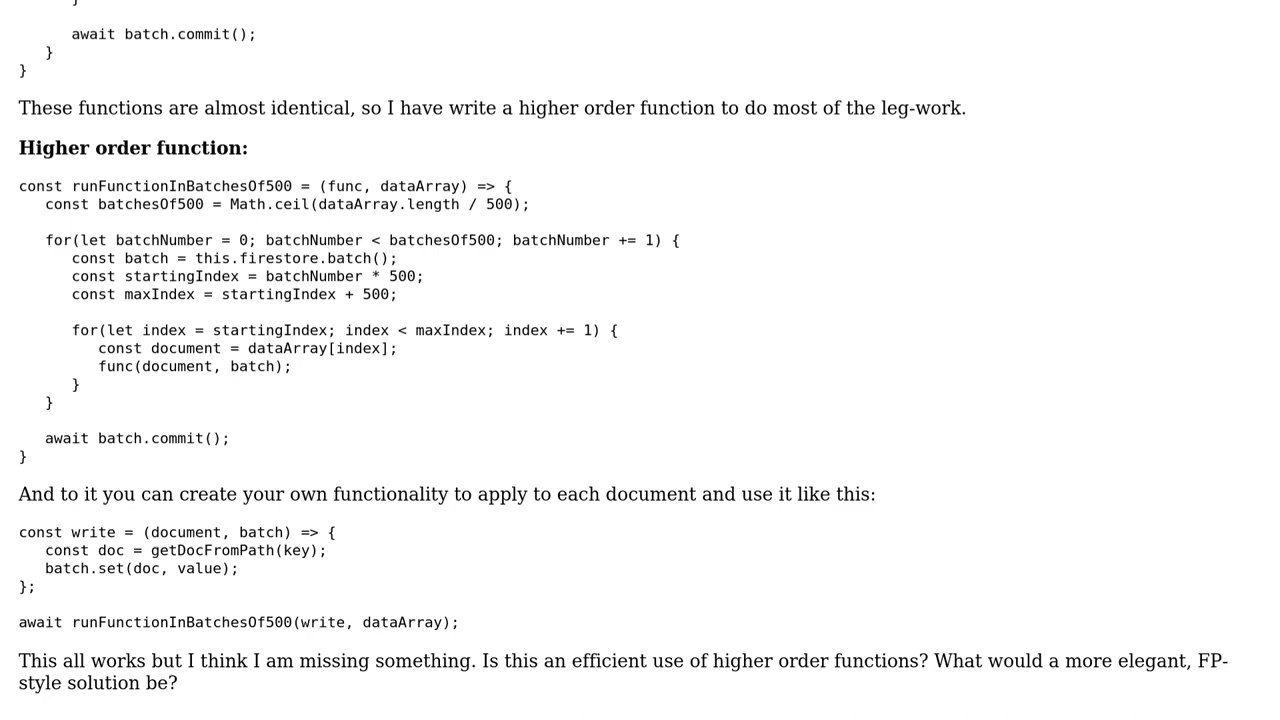 }
await batch.commit();
}
}
These functions are almost identical, so I have write a higher order function to do most of the leg-work.
Higher order function:
const runFunctionInBatchesOf500 = (func, dataArray) => {
const batchesOf500 = Math.ceil(dataArray.length / 500);
for(let batchNumber = 0; batchNumber < batchesOf500; batchNumber += 1) {
const batch = this.firestore.batch();
const startingIndex = batchNumber * 500;
const maxIndex = startingIndex + 500;
for(let index = startingIndex; index < maxIndex; index += 1) {
const document = dataArray[index];
func(document, batch);
}
}
await batch.commit();
}
And to it you can create your own functionality to apply to each document and use it like this:
const write = (document, batch) => {
const doc = getDocFromPath(key);
batch.set(doc, value);
};
await runFunctionInBatchesOf500(write, dataArray);
This all works but I think I am missing something. Is this an efficient use of higher order functions? What would a more elegant, FP-
style solution be?